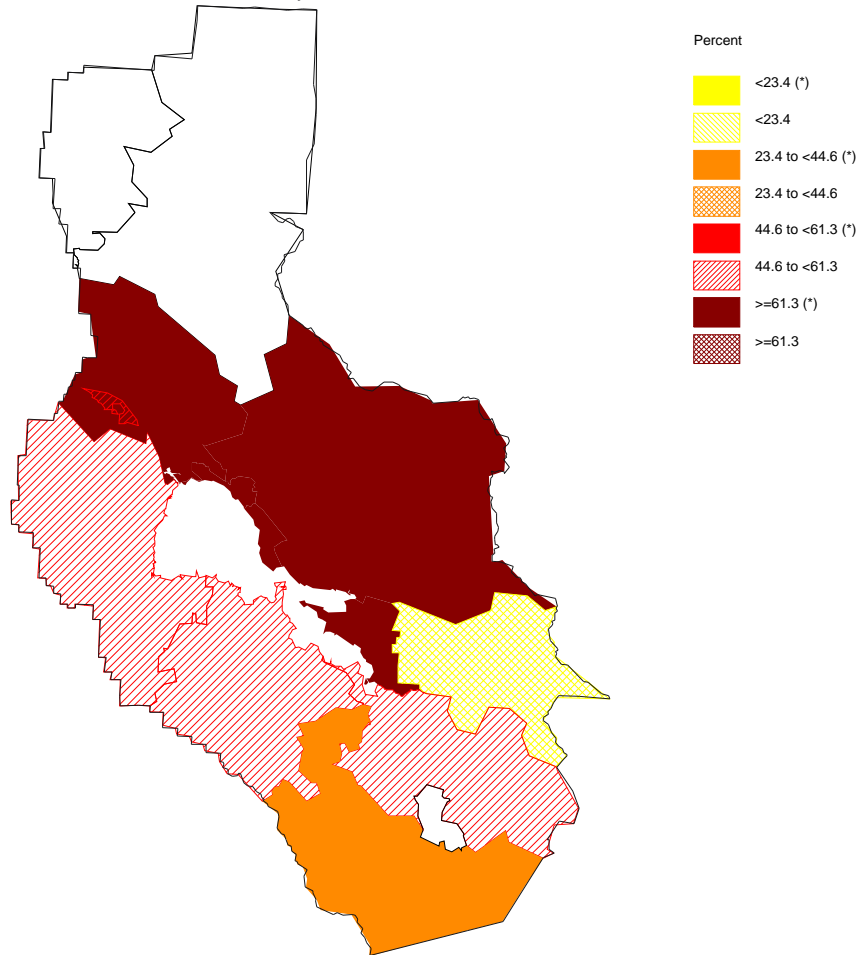 Percent
<23.4 (*)
<23.4
23.4 to <44.6 (*)
23.4 to <44.6
44.6 to <61.3 (*)
44.6 to <61.3
>=61.3 (*)
>=61.3